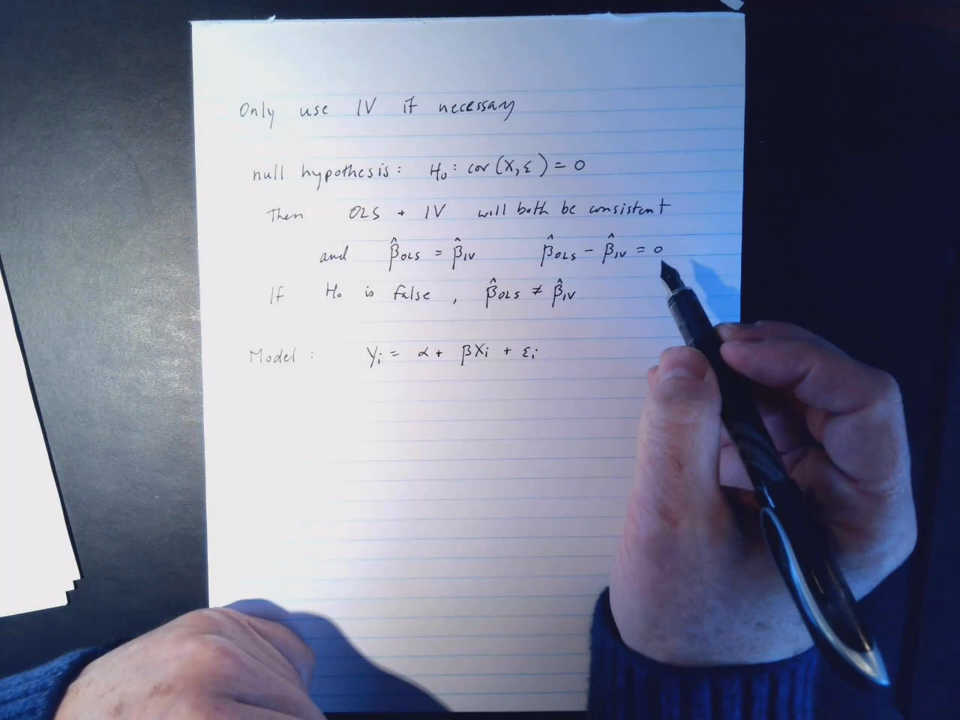 Only use IV if necessary
null hypothesis: H₀: cov(X,ε) = 0
Then OLS + IV will both be consistent
and β̂OLS = β̂IV β̂OLS - β̂IV = 0
If H₀ is false, β̂OLS ≠ β̂IV
Model: Yᵢ = α + βXᵢ + εᵢ